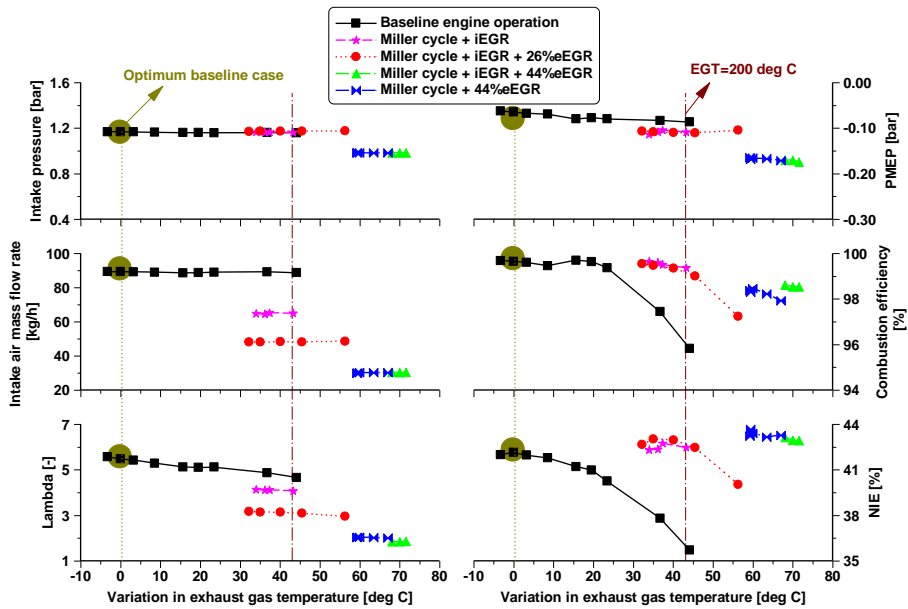 Baseline engine operation
Miller cycle + iEGR
Miller cycle + iEGR + 26%eEGR
Miller cycle + iEGR + 44%eEGR
Miller cycle + 44%eEGR
Optimum baseline case
EGT=200 deg C
Intake pressure [bar]
1.6
1.2
0.8
0.4
0.00
-0.10
-0.20
-0.30
PMEP [bar]
Intake air mass flow rate
[kg/h]
100
80
60
40
20
100
98
96
94
Combustion efficiency
[%]
Lambda [-]
7
5
3
1
44
41
38
35
NIE [%]
-10 0 10 20 30 40 50 60 70 80
-10 0 10 20 30 40 50 60 70 80
Variation in exhaust gas temperature [deg C]
Variation in exhaust gas temperature [deg C]